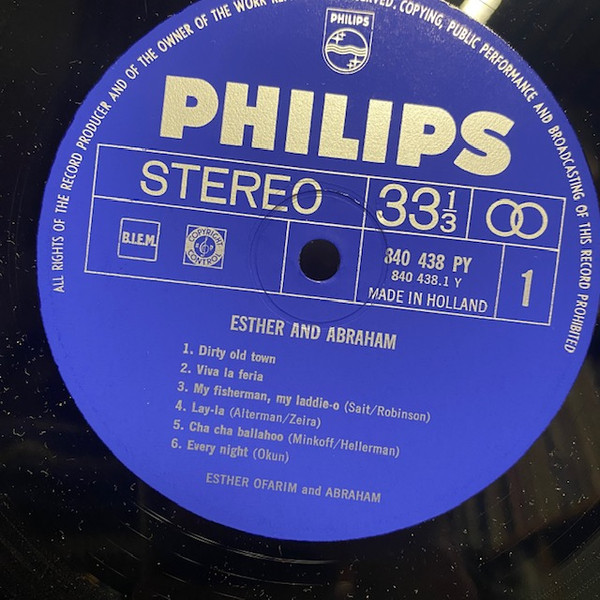 ALL RIGHTS OF THE RECORD PRODUCER AND OF THE OWNER OF THE WORK
RVED. COPYING, PUBLIC PERFORMANCE AND BROADCASTING OF THIS RECORD PROHIBITED
PHILIPS
PHILIPS
STEREO 33 1/3
B.I.E.M. COPYRIGHT CONTROL
840 438 PY
840 438.1 Y
MADE IN HOLLAND
1
ESTHER AND ABRAHAM
1. Dirty old town
2. Viva la feria
3. My fisherman, my laddie-o (Sait/Robinson)
4. Lay-la (Alterman/Zeira)
5. Cha cha ballahoo (Minkoff/Hellerman)
6. Every night (Okun)
ESTHER OFARIM and ABRAHAM